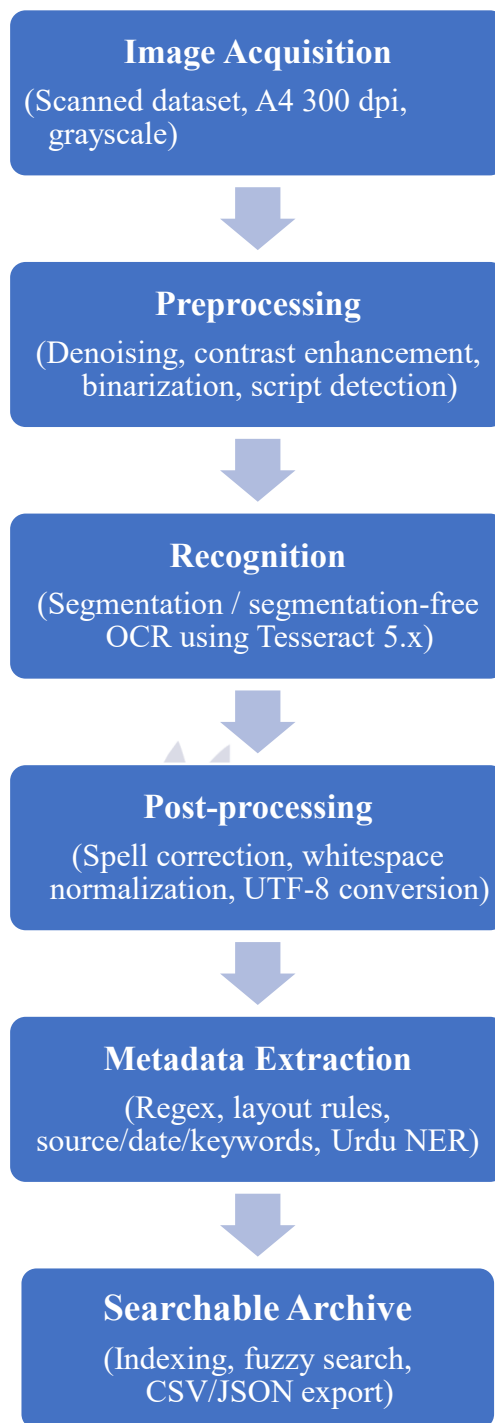 Image Acquisition
(Scanned dataset, A4 300 dpi,
grayscale)
Preprocessing
(Denoising, contrast enhancement,
binarization, script detection)
Recognition
(Segmentation / segmentation-free
OCR using Tesseract 5.x)
Post-processing
(Spell correction, whitespace
normalization, UTF-8 conversion)
Metadata Extraction
(Regex, layout rules,
source/date/keywords, Urdu NER)
Searchable Archive
(Indexing, fuzzy search,
CSV/JSON export)